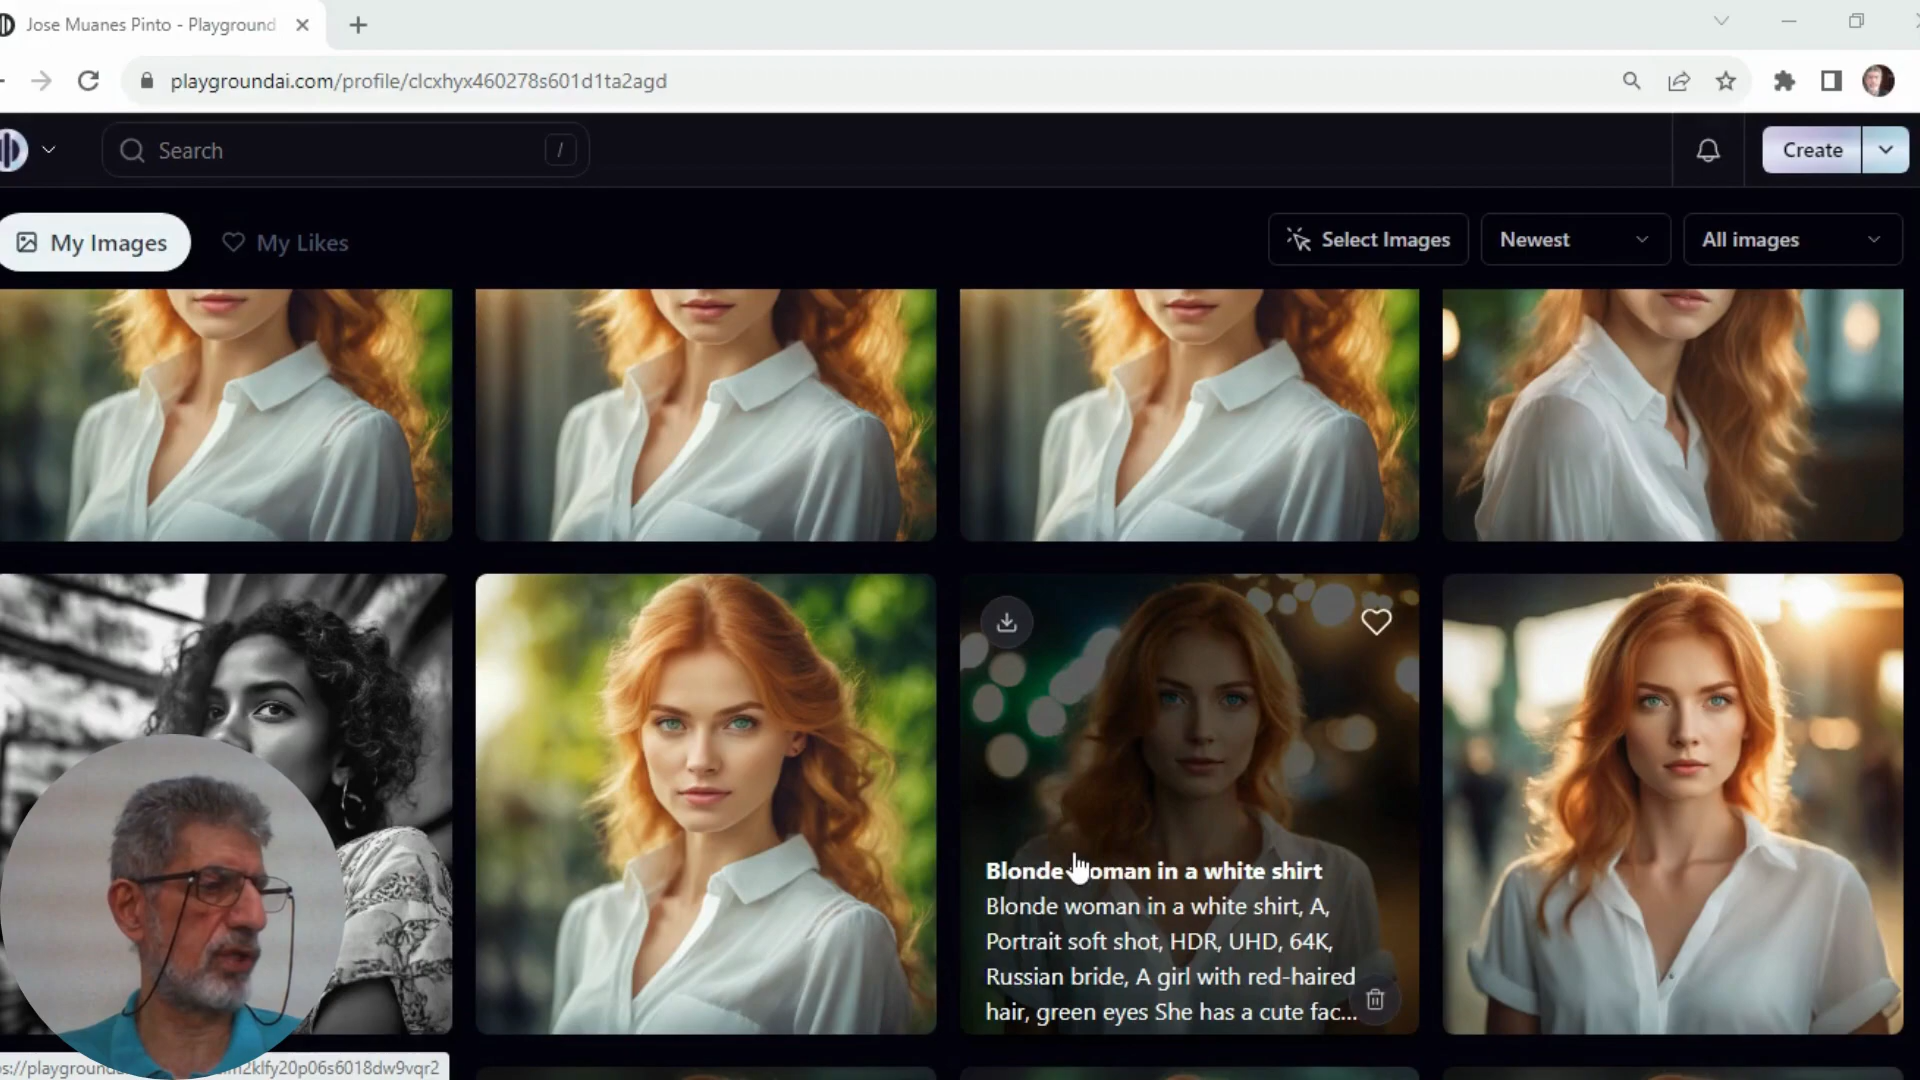 Jose Muanes Pinto - Playground
playgroundai.com/profile/clcxhyx460278s601d1ta2agd
Search /
Create
My Images
My Likes
Select Images
Newest
All images
Blonde woman in a white shirt
Blonde woman in a white shirt, A,
Portrait soft shot, HDR, UHD, 64K,
Russian bride, A girl with red-haired
hair, green eyes She has a cute fac...